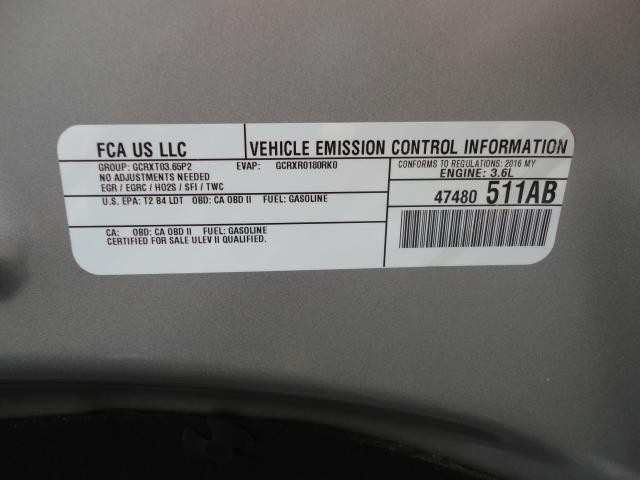 FCA US LLC
VEHICLE EMISSION CONTROL INFORMATION
GROUP: GCRXT03.65P2 EVAP: GCRXR0180RK0
NO ADJUSTMENTS NEEDED
EGR / EGRC / HO2S / SFI / TWC
CONFORMS TO REGULATIONS: 2016 MY
ENGINE: 3.6L
U.S. EPA: T2 B4 LDT OBD: CA OBD II FUEL: GASOLINE
47480 511AB
CA: OBD: CA OBD II FUEL: GASOLINE
CERTIFIED FOR SALE ULEV II QUALIFIED.